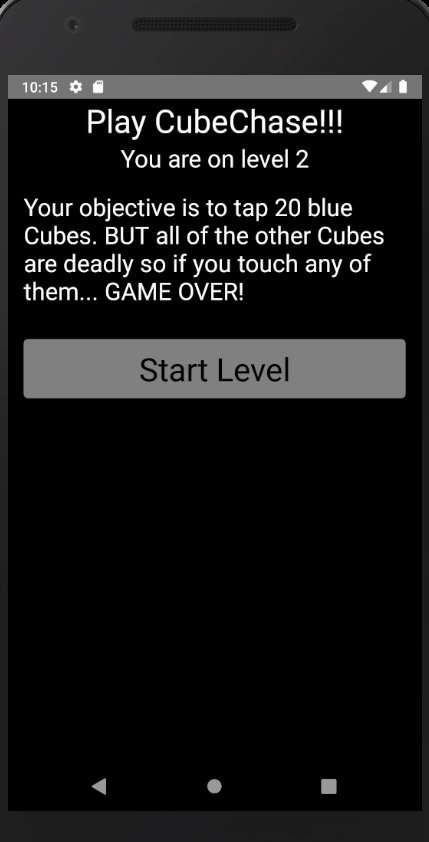 10:15
Play CubeChase!!!
You are on level 2
Your objective is to tap 20 blue
Cubes. BUT all of the other Cubes
are deadly so if you touch any of
them... GAME OVER!
Start Level